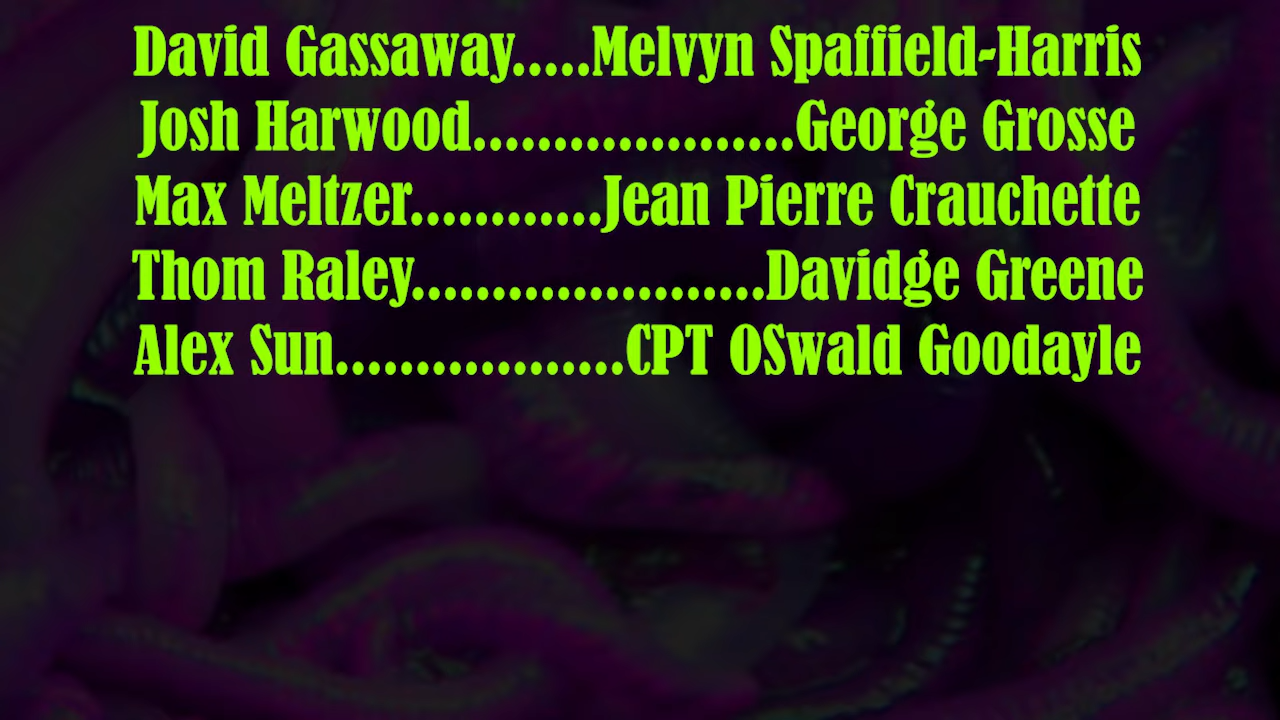 David Gassaway.....Melvyn Spaffield-Harris
Josh Harwood....................George Grosse
Max Meltzer............Jean Pierre Crauchette
Thom Raley......................Davidge Greene
Alex Sun..................CPT OSwald Goodayle